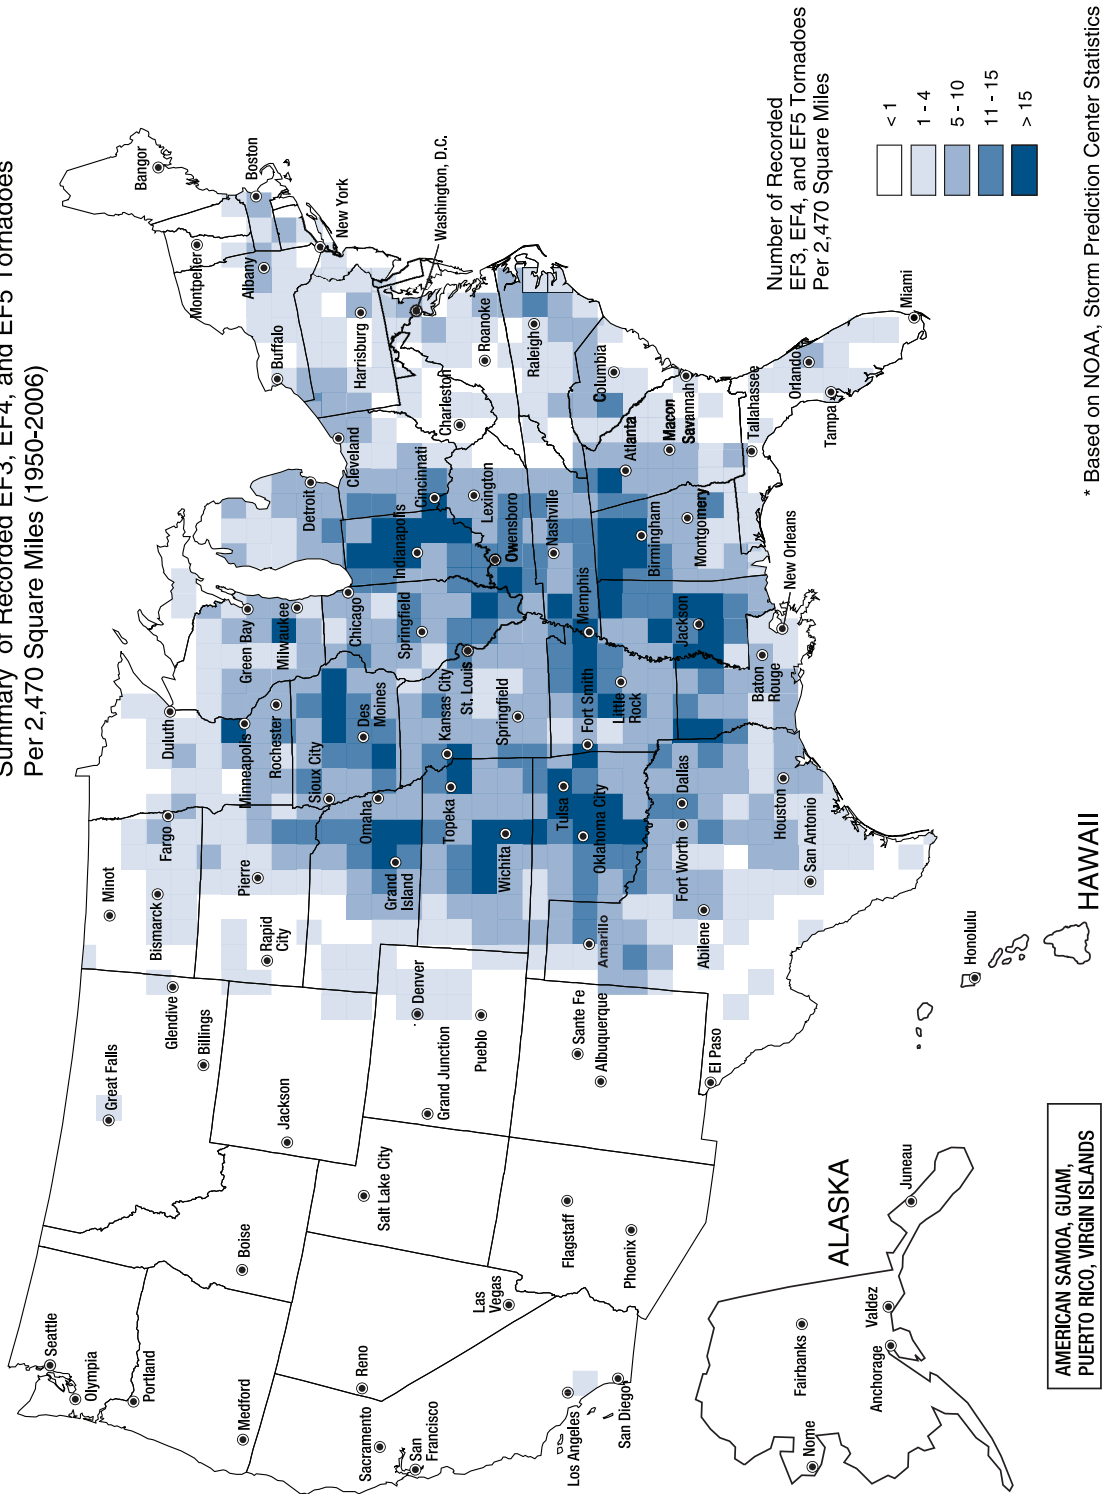 Summary of Recorded EF3, EF4, and EF5 Tornadoes
Per 2,470 Square Miles (1950-2006)
Seattle
Olympia
Portland
Medford
Boise
Great Falls
Glendive
Billings
Minot
Bismarck
Fargo
Duluth
Minneapolis
Rochester
Pierre
Rapid
City
Sioux City
Green Bay
Milwaukee
Detroit
Buffalo
Albany
Montpelier
Bangor
Boston
New York
Harrisburg
Cleveland
Washington, D.C.
Jackson
Salt Lake City
Reno
Sacramento
San
Francisco
Las
Vegas
Los Angeles
San Diego
Grand Junction
Denver
Pueblo
Omaha
Grand
Island
Des
Moines
Chicago
Springfield
Indianapolis
Cincinnati
Charleston
Roanoke
Topeka
Kansas City
St. Louis
Springfield
Wichita
Lexington
Owensboro
Nashville
Raleigh
Columbia
Flagstaff
Phoenix
Sante Fe
Albuquerque
El Paso
Amarillo
Tulsa
Oklahoma City
Fort Smith
Little
Rock
Memphis
Atlanta
Macon
Savannah
Birmingham
Montgomery
Jackson
Tallahassee
Orlando
Tampa
Miami
Abilene
Fort Worth
Dallas
Houston
San Antonio
Baton
Rouge
New Orleans
ALASKA
Fairbanks
Nome
Anchorage
Valdez
Juneau
HAWAII
Honolulu
AMERICAN SAMOA, GUAM,
PUERTO RICO, VIRGIN ISLANDS
Number of Recorded
EF3, EF4, and EF5 Tornadoes
Per 2,470 Square Miles
< 1
1 - 4
5 - 10
11 - 15
> 15
* Based on NOAA, Storm Prediction Center Statistics